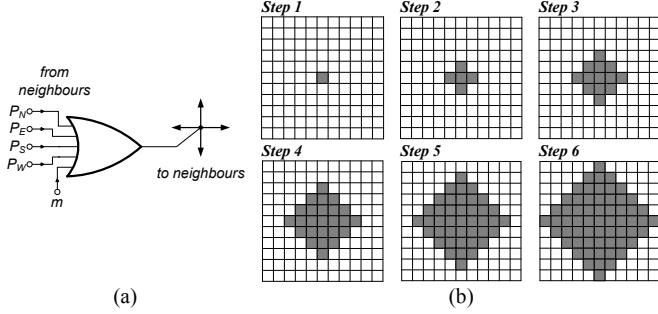 from
neighbours
P_N
P_E
P_S
P_W
m
to neighbours
(a)
Step 1
Step 2
Step 3
Step 4
Step 5
Step 6
(b)